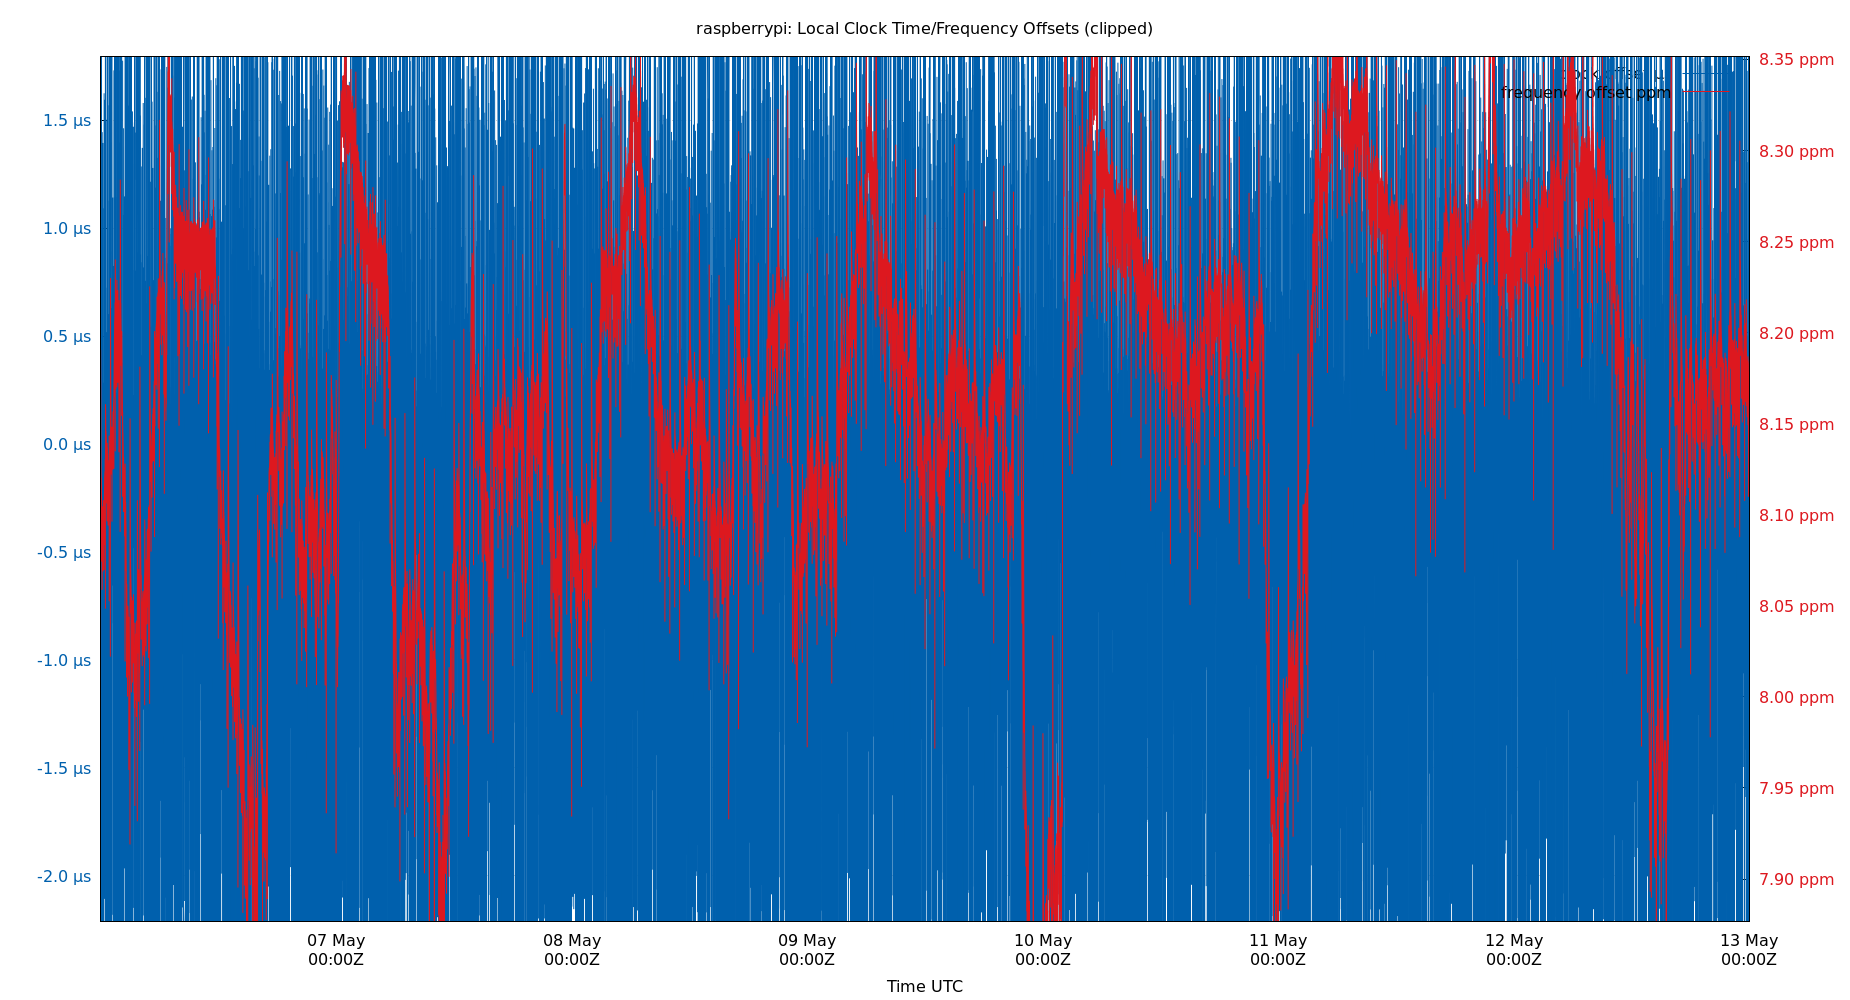 raspberrypi: Local Clock Time/Frequency Offsets (clipped)
8.35 ppm
frequency offset ppm
1.5 μs
8.30 ppm
1.0 μs
8.25 ppm
0.5 μs
8.20 ppm
0.0 μs
8.15 ppm
-0.5 μs
8.10 ppm
8.05 ppm
-1.0 μs
8.00 ppm
-1.5 μs
7.95 ppm
-2.0 μs
7.90 ppm
07 May
00:00Z
08 May
00:00Z
09 May
00:00Z
10 May
00:00Z
11 May
00:00Z
12 May
00:00Z
13 May
00:00Z
Time UTC